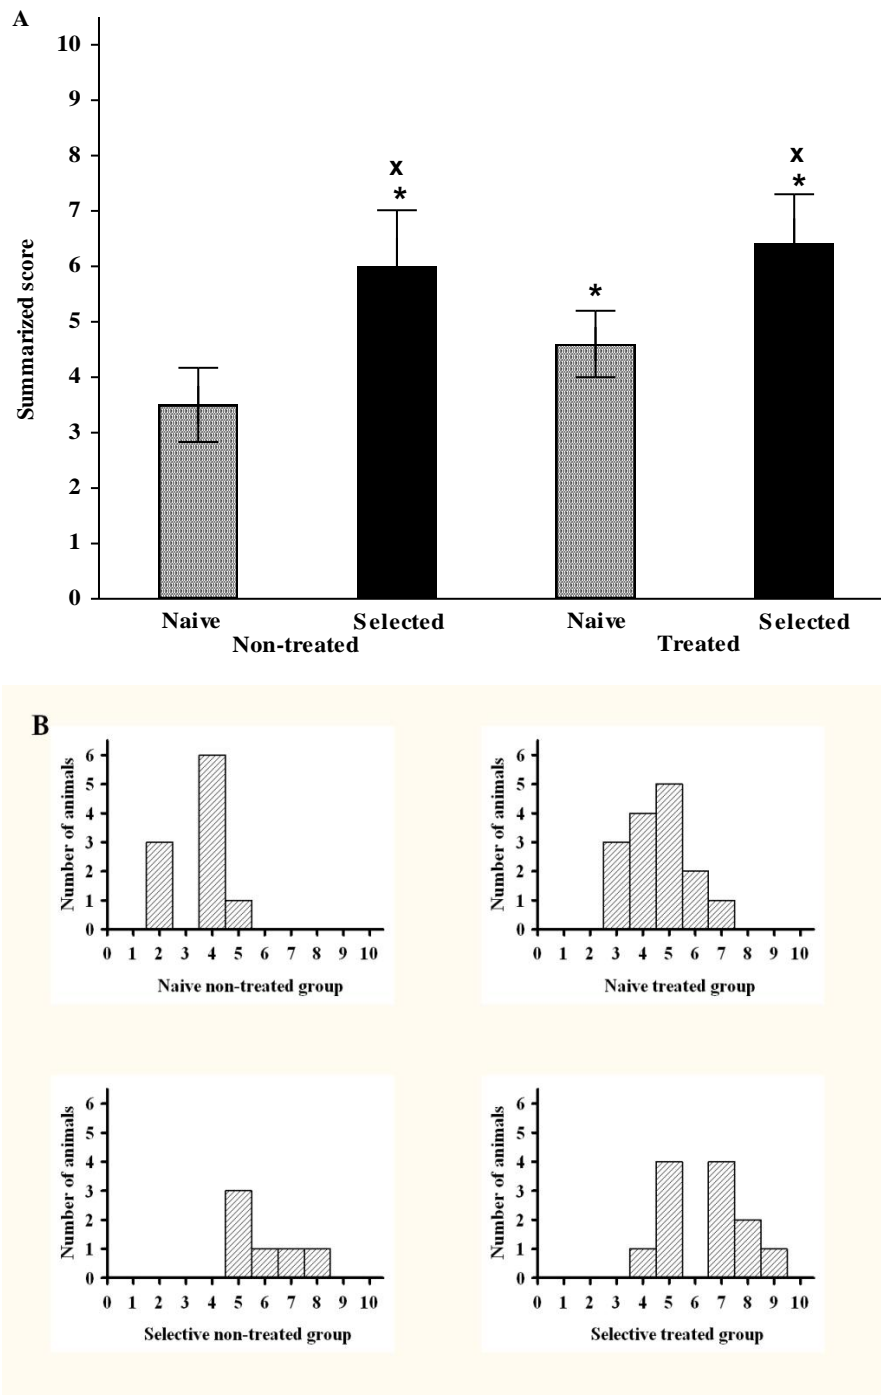 A
Summarized score
10
9
8
7
6
5
4
3
2
1
0
x
*
*
x
*
Naive Selected Naive Selected
Non-treated Treated
B
Number of animals
6
5
4
3
2
1
0
0 1 2 3 4 5 6 7 8 9 10
Naive non-treated group
Number of animals
6
5
4
3
2
1
0
0 1 2 3 4 5 6 7 8 9 10
Naive treated group
Number of animals
6
5
4
3
2
1
0
0 1 2 3 4 5 6 7 8 9 10
Selective non-treated group
Number of animals
6
5
4
3
2
1
0
0 1 2 3 4 5 6 7 8 9 10
Selective treated group